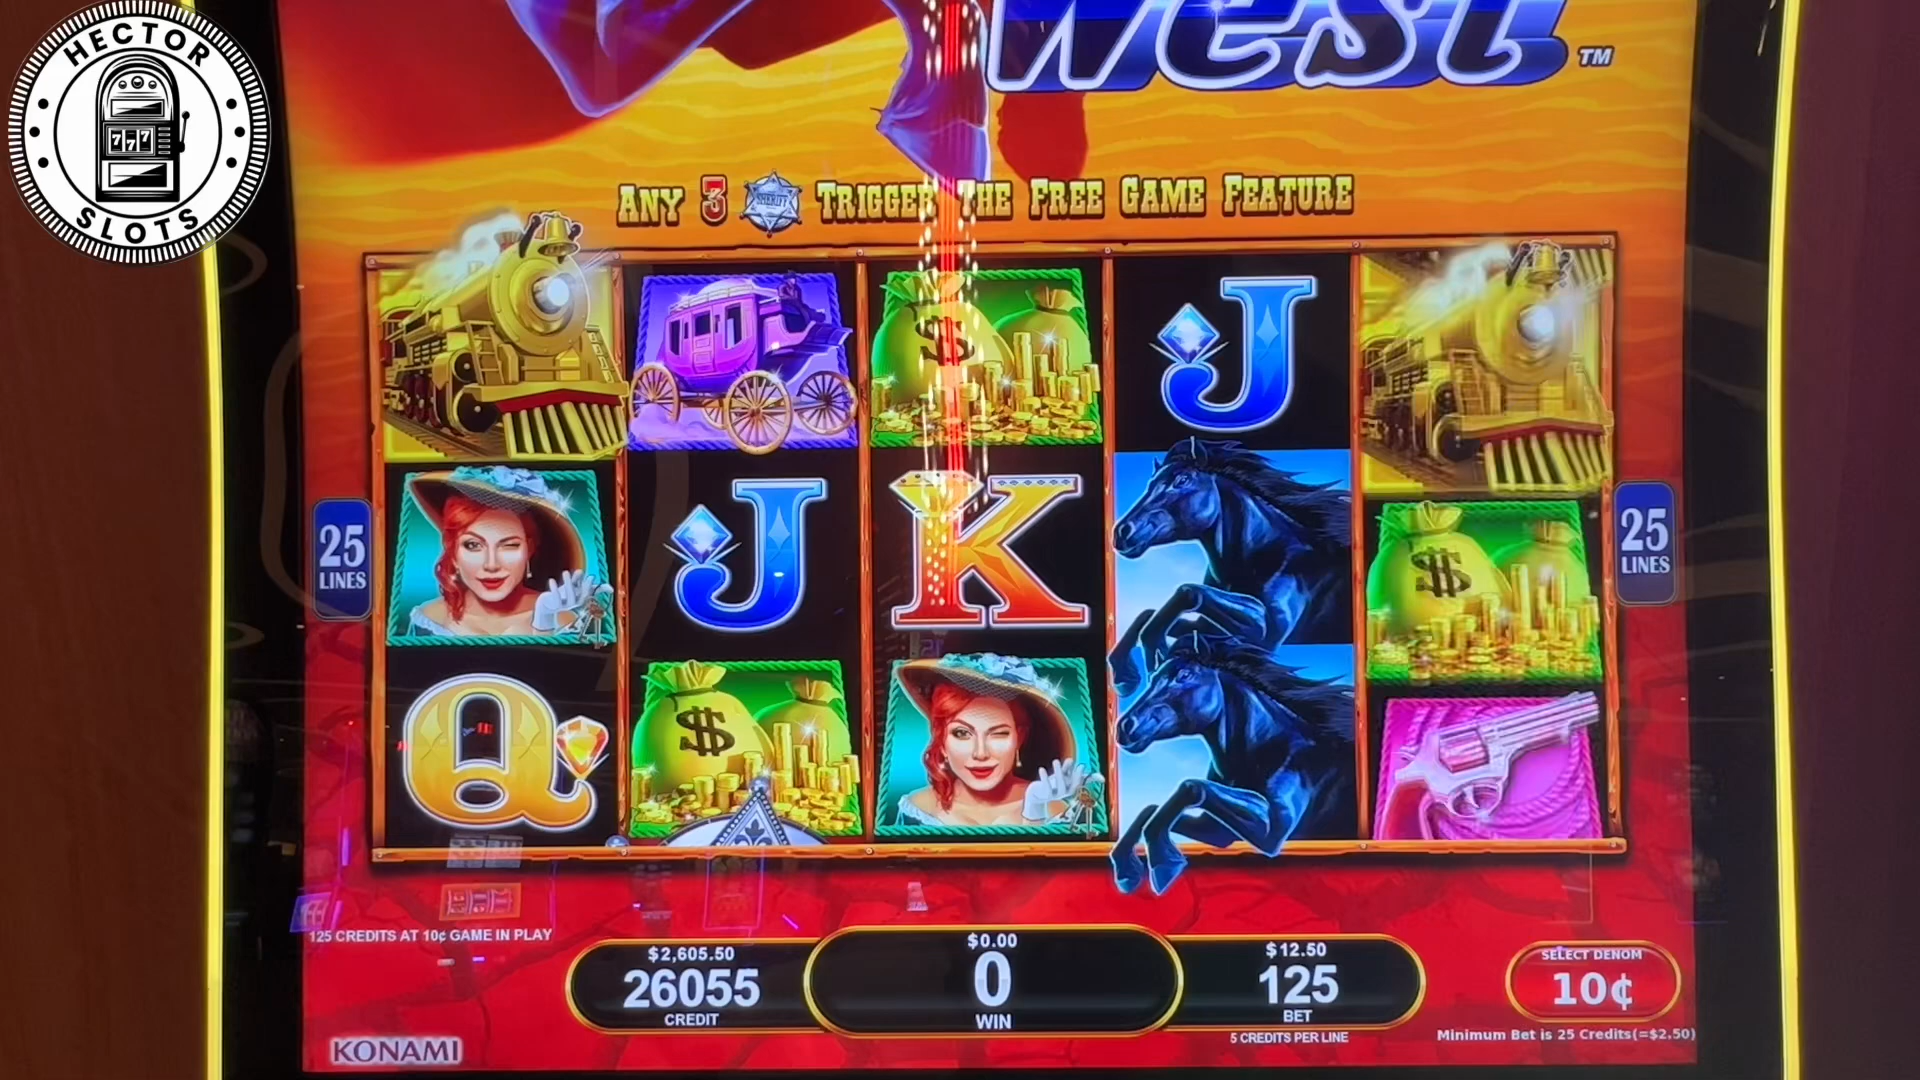 HECTOR
777
SLOTS
West™
ANY 3 SHERIFF TRIGGER THE FREE GAME FEATURE
$
J
25
LINES
J
K
$
25
LINES
Q
$
125 CREDITS AT 10¢ GAME IN PLAY
$2,605.50
26055
CREDIT
$0.00
0
WIN
$12.50
125
BET
5 CREDITS PER LINE
SELECT DENOM
10¢
Minimum Bet is 25 Credits(=$2.50)
KONAMI